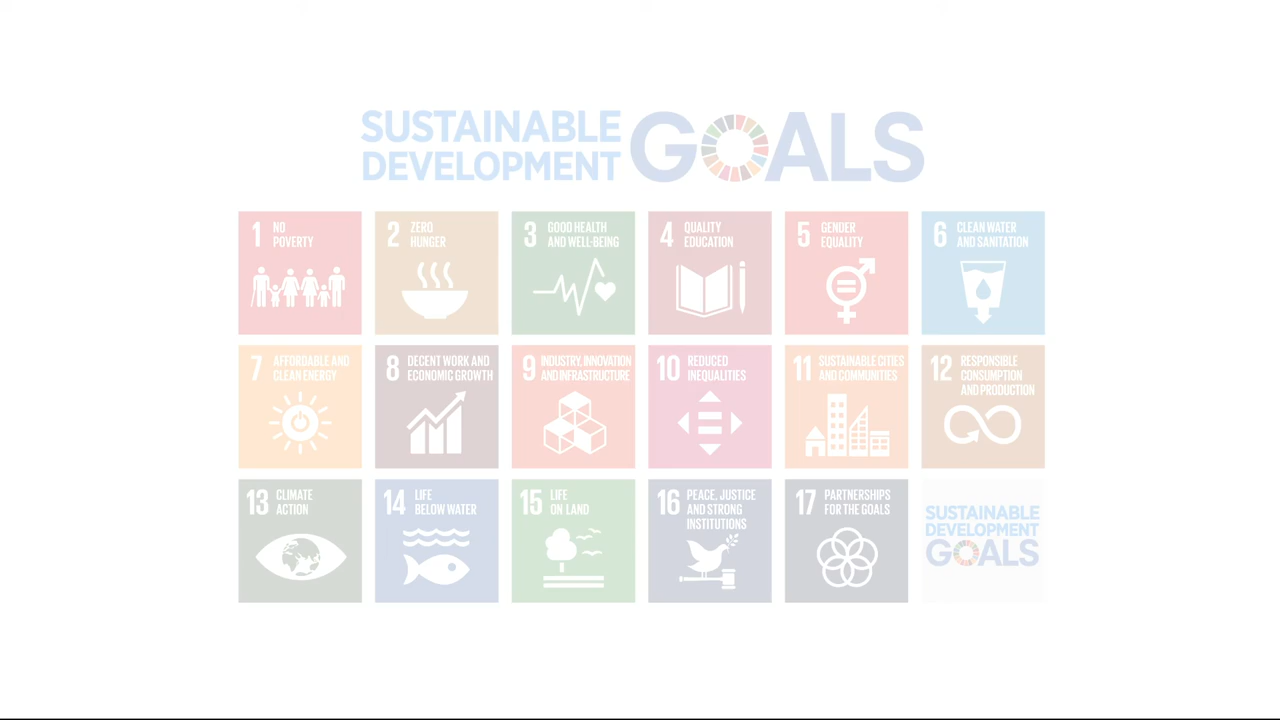 SUSTAINABLE
DEVELOPMENT
GOALS
1 NO
POVERTY
2 ZERO
HUNGER
3 GOOD HEALTH
AND WELL-BEING
4 QUALITY
EDUCATION
5 GENDER
EQUALITY
6 CLEAN WATER
AND SANITATION
7 AFFORDABLE AND
CLEAN ENERGY
8 DECENT WORK AND
ECONOMIC GROWTH
9 INDUSTRY, INNOVATION
AND INFRASTRUCTURE
10 REDUCED
INEQUALITIES
11 SUSTAINABLE CITIES
AND COMMUNITIES
12 RESPONSIBLE
CONSUMPTION
AND PRODUCTION
13 CLIMATE
ACTION
14 LIFE
BELOW WATER
15 LIFE
ON LAND
16 PEACE, JUSTICE
AND STRONG
INSTITUTIONS
17 PARTNERSHIPS
FOR THE GOALS
SUSTAINABLE
DEVELOPMENT
GOALS